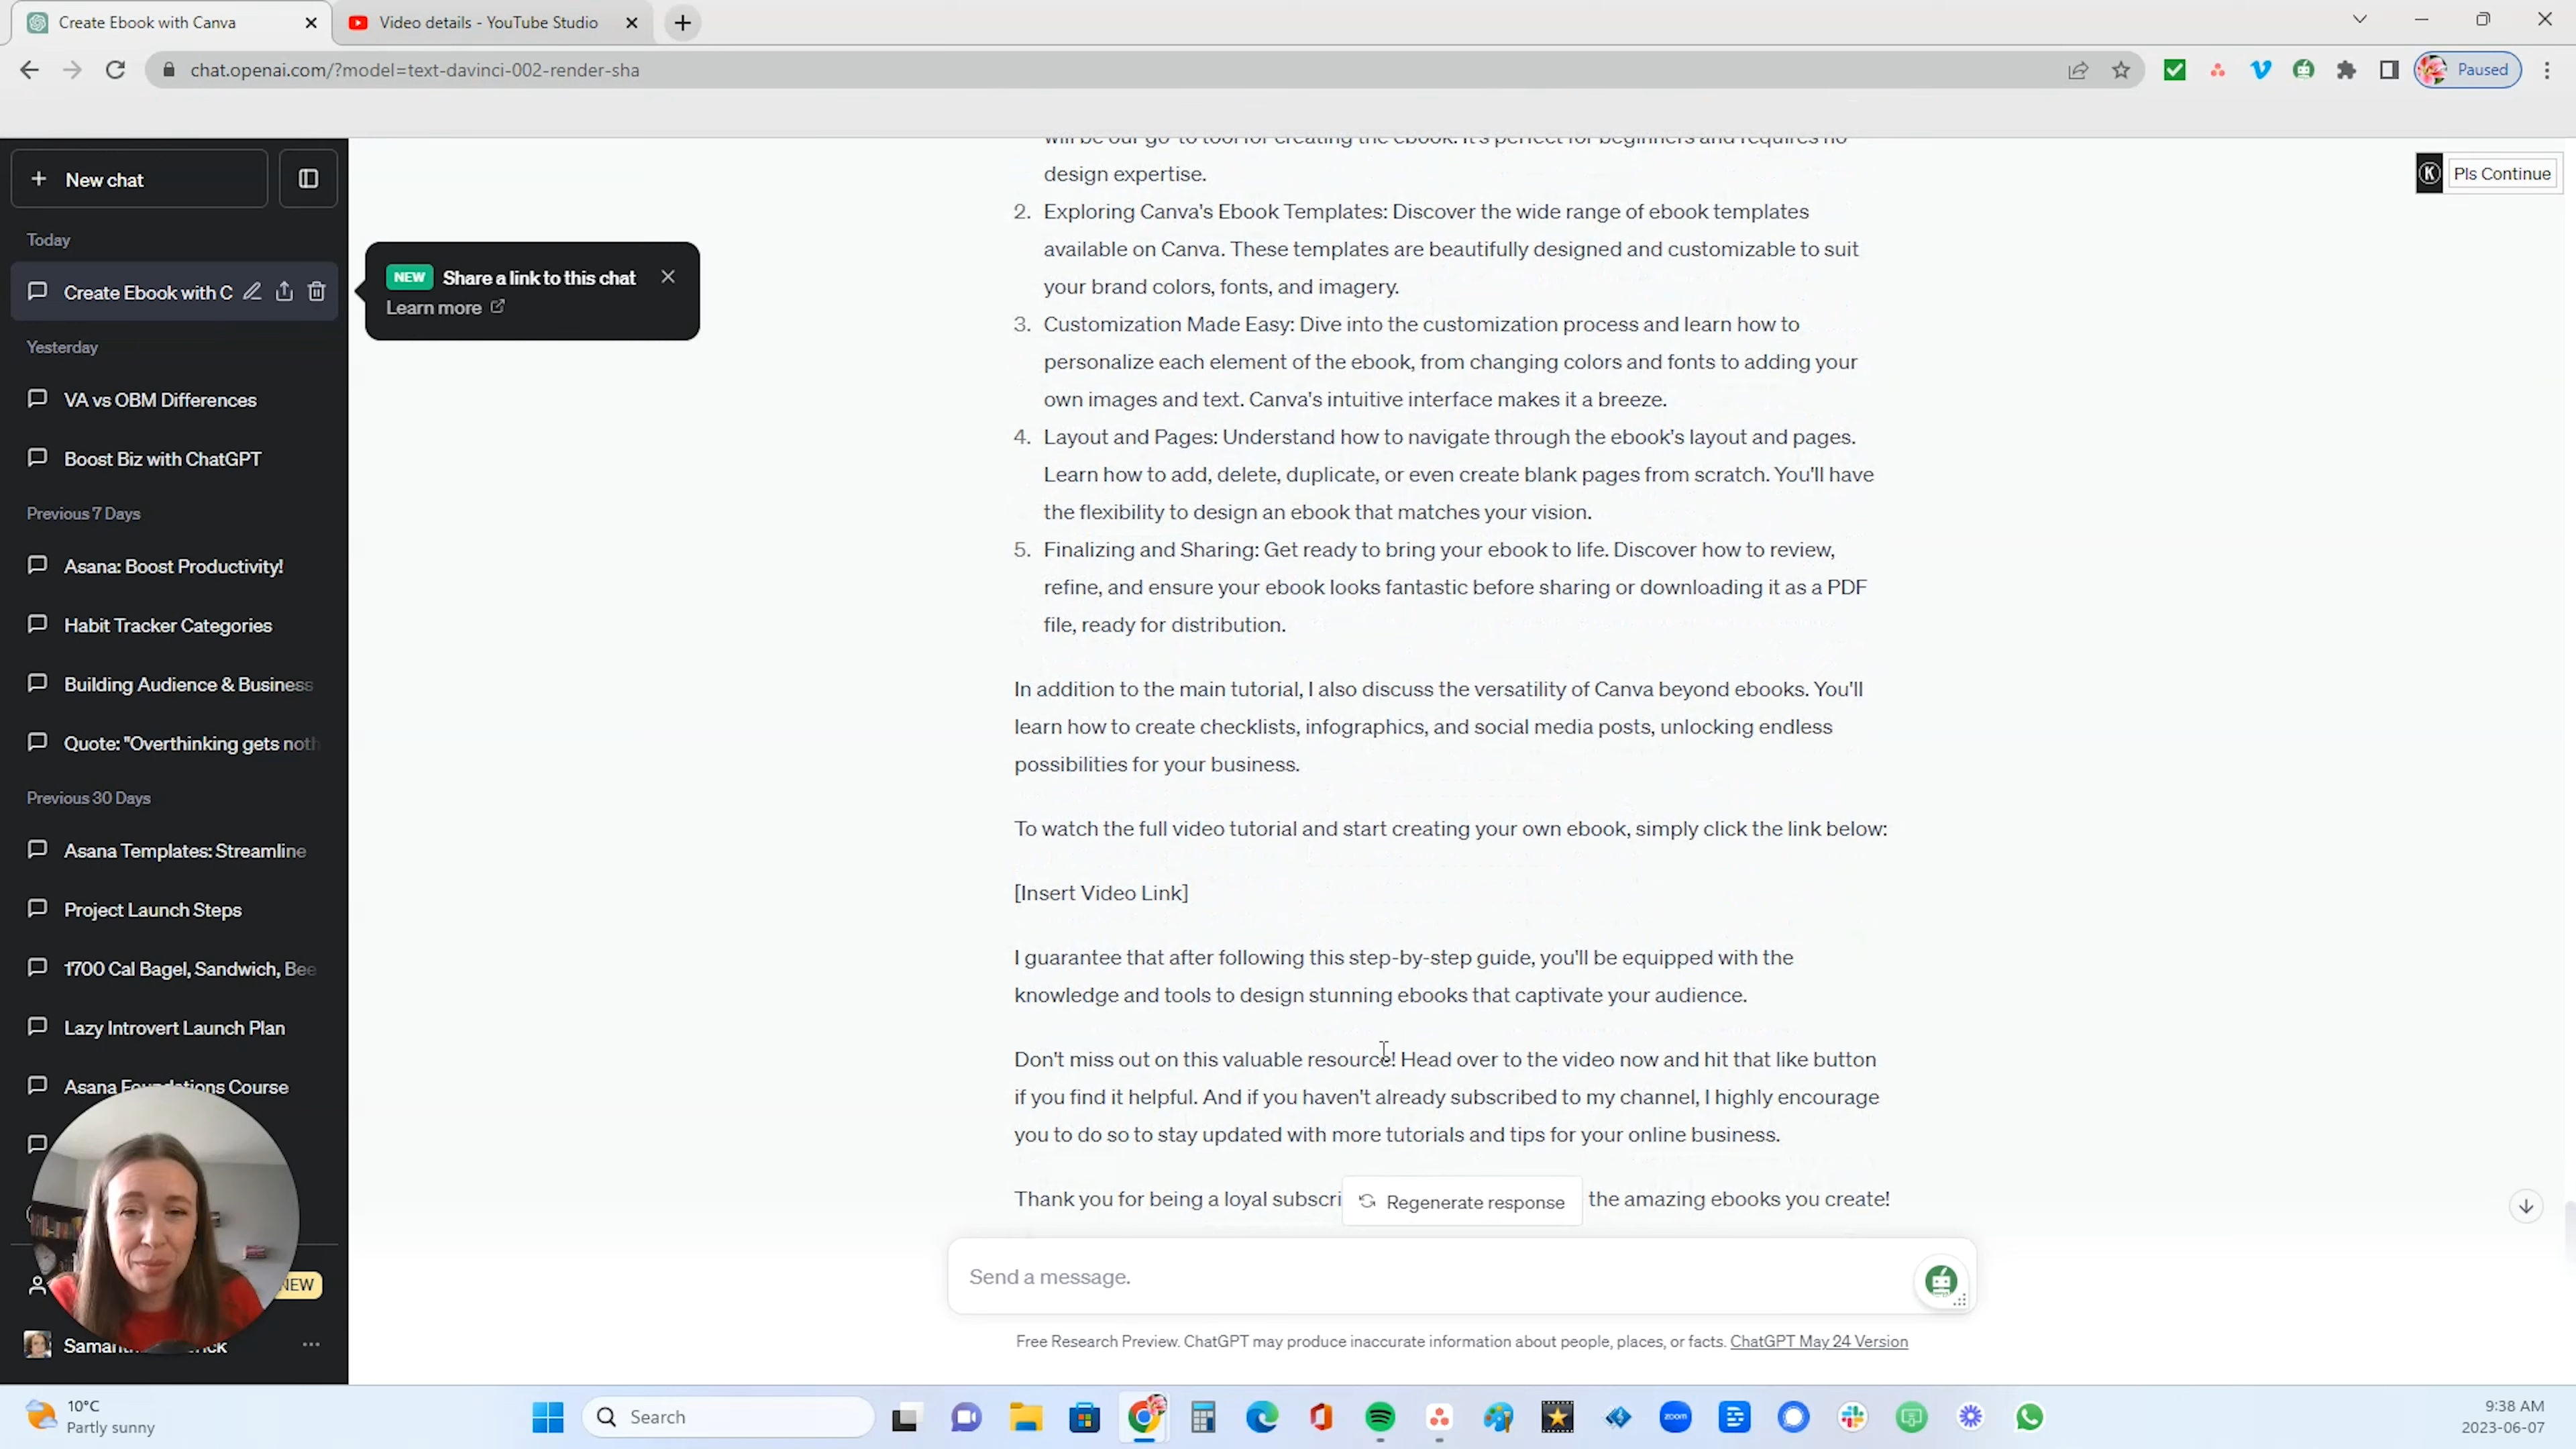 Create Ebook with Canva
Video details - YouTube Studio
chat.openai.com/?model=text-davinci-002-render-sha
Paused
New chat
Today
Create Ebook with C
Yesterday
VA vs OBM Differences
Boost Biz with ChatGPT
Previous 7 Days
Asana: Boost Productivity!
Habit Tracker Categories
Building Audience & Business
Quote: "Overthinking gets noth
Previous 30 Days
Asana Templates: Streamline
Project Launch Steps
1700 Cal Bagel, Sandwich, Bee
Lazy Introvert Launch Plan
Asana Foundations Course
NEW
NEW Share a link to this chat
Learn more
K Pls Continue
will be our go-to tool for creating the ebook. It's perfect for beginners and requires no
design expertise.
2. Exploring Canva's Ebook Templates: Discover the wide range of ebook templates
available on Canva. These templates are beautifully designed and customizable to suit
your brand colors, fonts, and imagery.
3. Customization Made Easy: Dive into the customization process and learn how to
personalize each element of the ebook, from changing colors and fonts to adding your
own images and text. Canva's intuitive interface makes it a breeze.
4. Layout and Pages: Understand how to navigate through the ebook's layout and pages.
Learn how to add, delete, duplicate, or even create blank pages from scratch. You'll have
the flexibility to design an ebook that matches your vision.
5. Finalizing and Sharing: Get ready to bring your ebook to life. Discover how to review,
refine, and ensure your ebook looks fantastic before sharing or downloading it as a PDF
file, ready for distribution.
In addition to the main tutorial, I also discuss the versatility of Canva beyond ebooks. You'll
learn how to create checklists, infographics, and social media posts, unlocking endless
possibilities for your business.
To watch the full video tutorial and start creating your own ebook, simply click the link below:
[Insert Video Link]
I guarantee that after following this step-by-step guide, you'll be equipped with the
knowledge and tools to design stunning ebooks that captivate your audience.
Don't miss out on this valuable resource! Head over to the video now and hit that like button
if you find it helpful. And if you haven't already subscribed to my channel, I highly encourage
you to do so to stay updated with more tutorials and tips for your online business.
Thank you for being a loyal subscri the amazing ebooks you create!
Regenerate response
Send a message.
Free Research Preview. ChatGPT may produce inaccurate information about people, places, or facts. ChatGPT May 24 Version
10°C
Partly sunny
Search
zoom
9:38 AM
2023-06-07